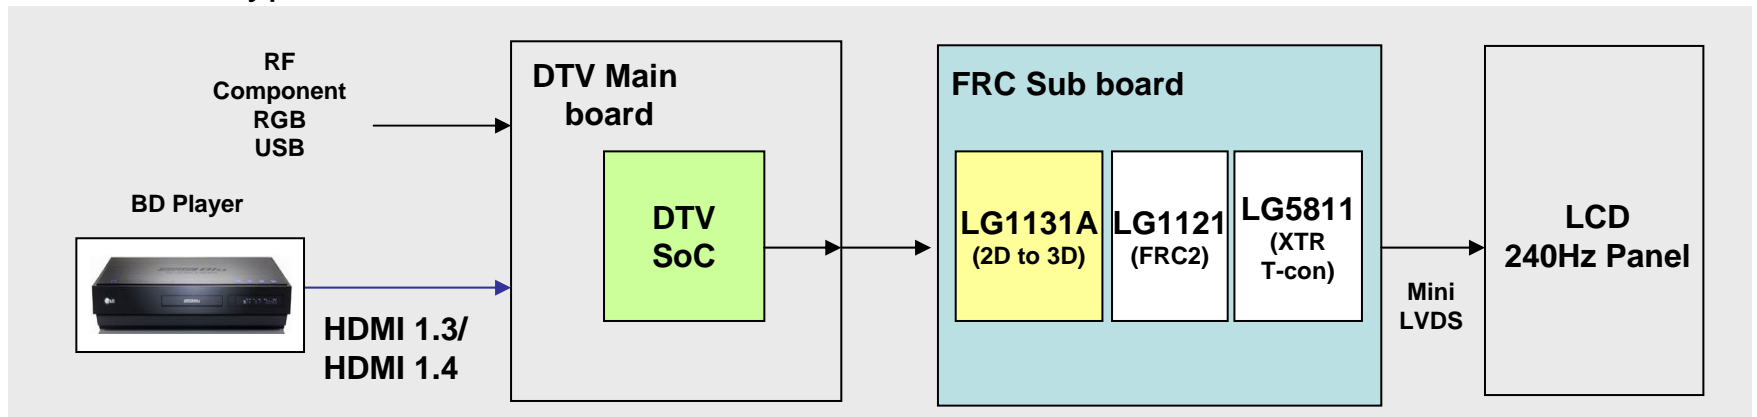 RF
Component
RGB
USB
BD Player
HDMI 1.3/
HDMI 1.4
DTV Main
board
DTV
SoC
FRC Sub board
LG1131A
(2D to 3D)
LG1121
(FRC2)
LG5811
(XTR
T-con)
Mini
LVDS
LCD
240Hz Panel